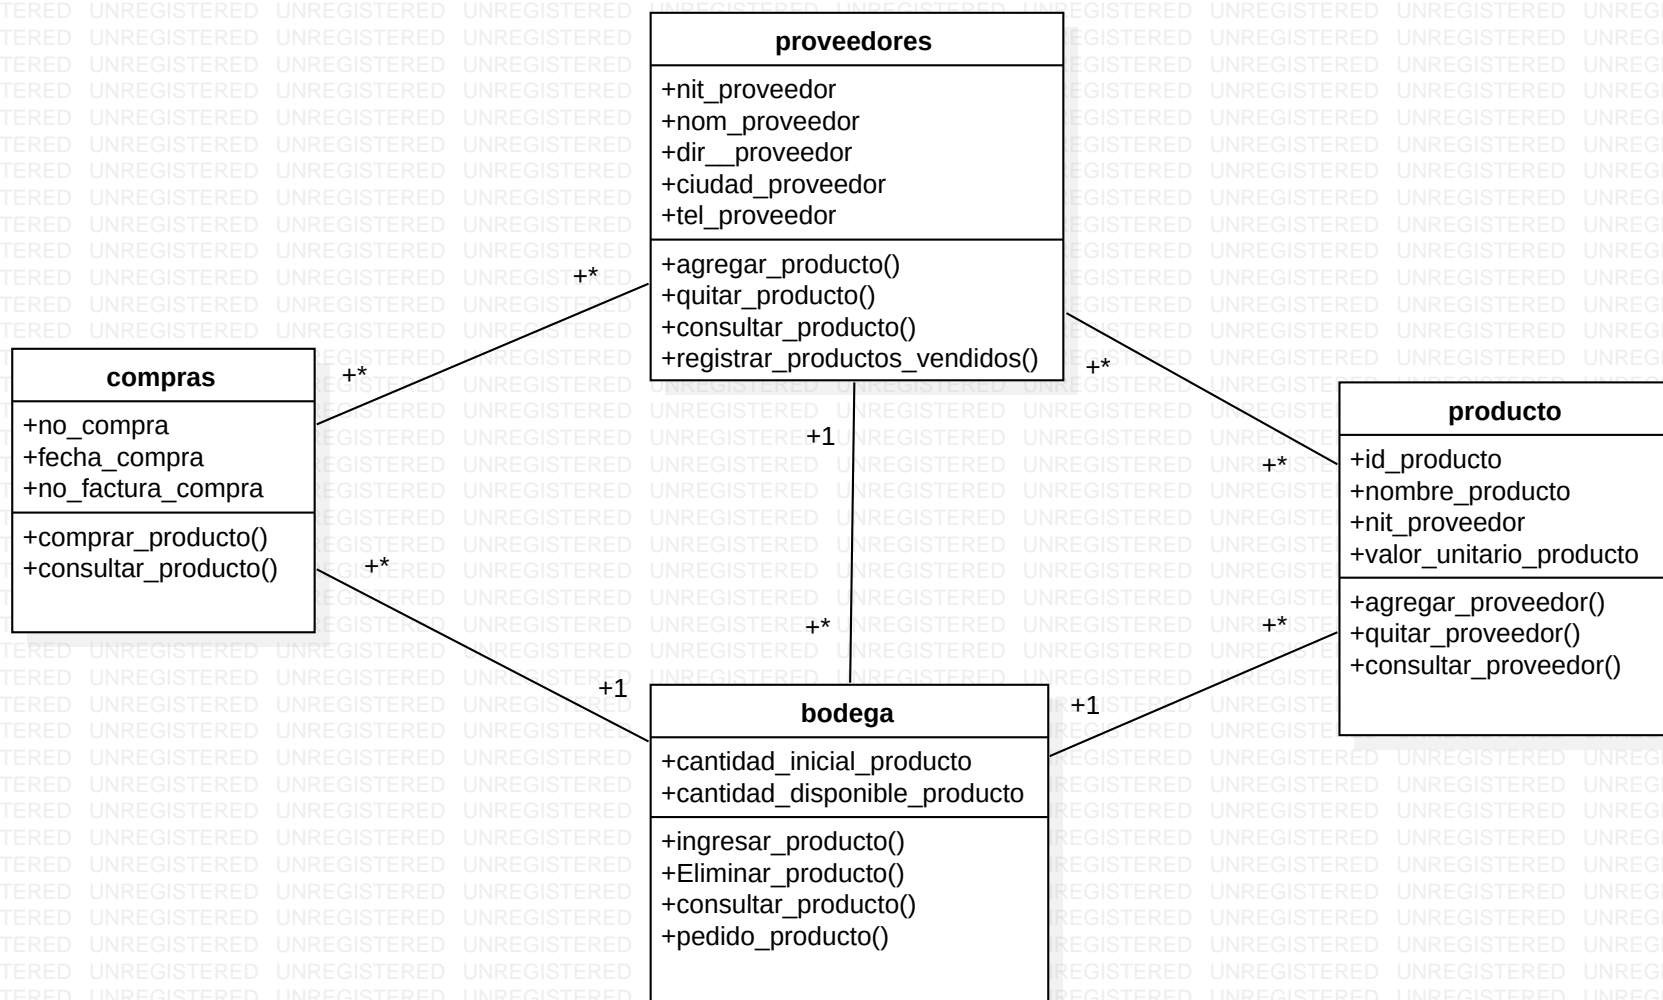 proveedores
+nit_proveedor
+nom_proveedor
+dir__proveedor
+ciudad_proveedor
+tel_proveedor
+agregar_producto()
+quitar_producto()
+consultar_producto()
+registrar_productos_vendidos()
+*
+*
compras
+no_compra
+fecha_compra
+no_factura_compra
+comprar_producto()
+consultar_producto()
+*
+1
+1
+*
+*
+*
producto
+id_producto
+nombre_producto
+nit_proveedor
+valor_unitario_producto
+agregar_proveedor()
+quitar_proveedor()
+consultar_proveedor()
+*
+1
bodega
+cantidad_inicial_producto
+cantidad_disponible_producto
+ingresar_producto()
+Eliminar_producto()
+consultar_producto()
+pedido_producto()
UNREGISTERED